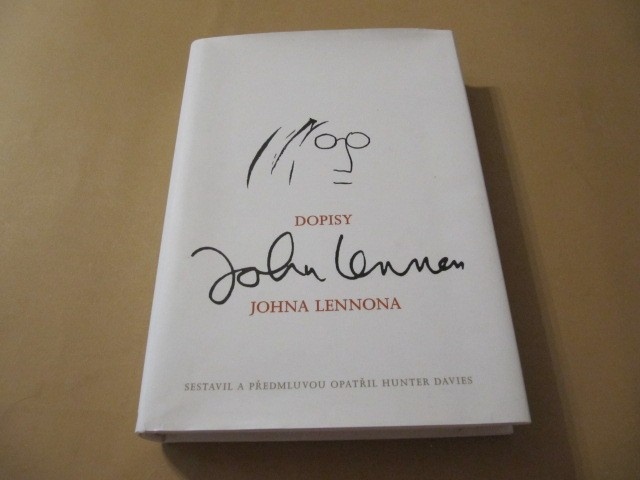 DOPISY
John Lennon
JOHNA LENNONA
SESTAVIL A PŘEDMLUVOU OPATŘIL HUNTER DAVIES